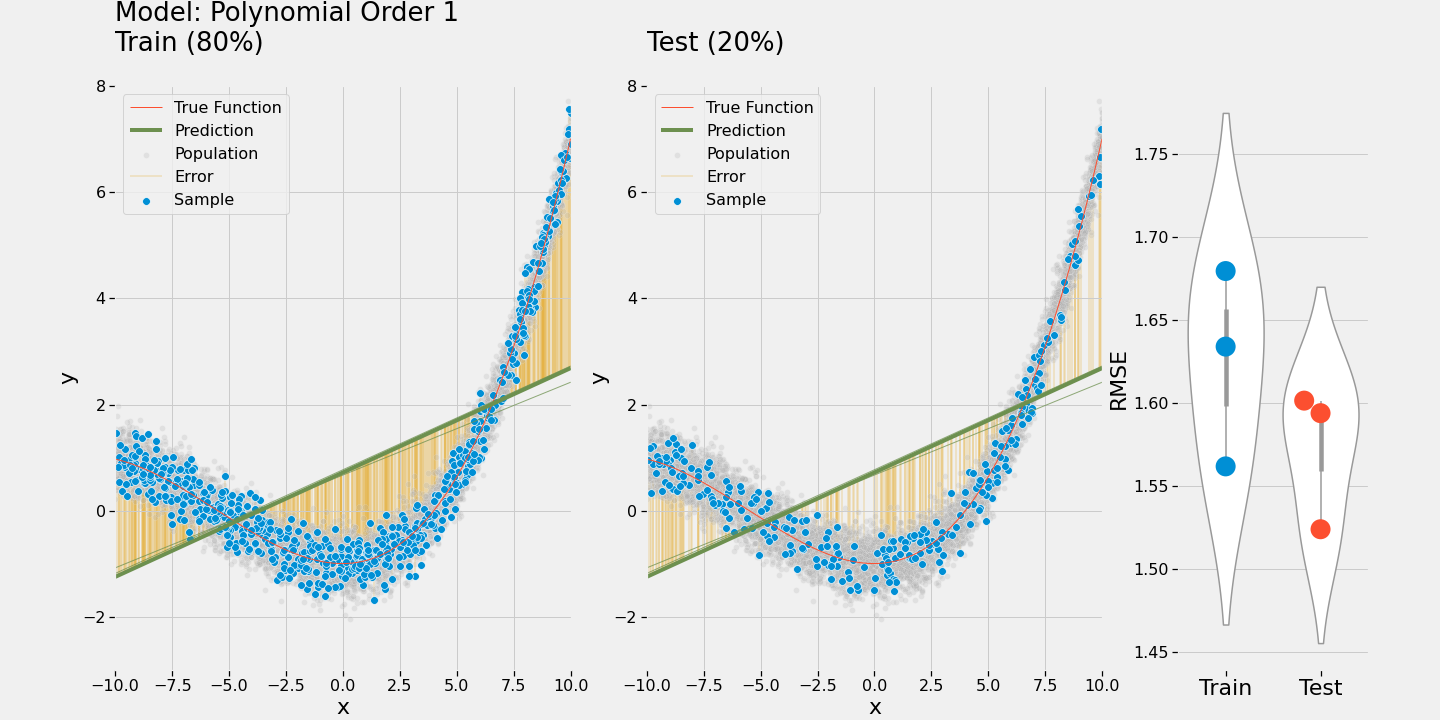 Model: Polynomial Order 1
Train (80%)
Test (20%)
8
6
4
2
0
−2
y
True Function
Prediction
Population
Error
Sample
−10.0 −7.5 −5.0 −2.5 0.0 2.5 5.0 7.5 10.0
x
8
6
4
2
0
−2
y
True Function
Prediction
Population
Error
Sample
−10.0 −7.5 −5.0 −2.5 0.0 2.5 5.0 7.5 10.0
x
1.75
1.70
1.65
1.60
1.55
1.50
1.45
RMSE
Train Test